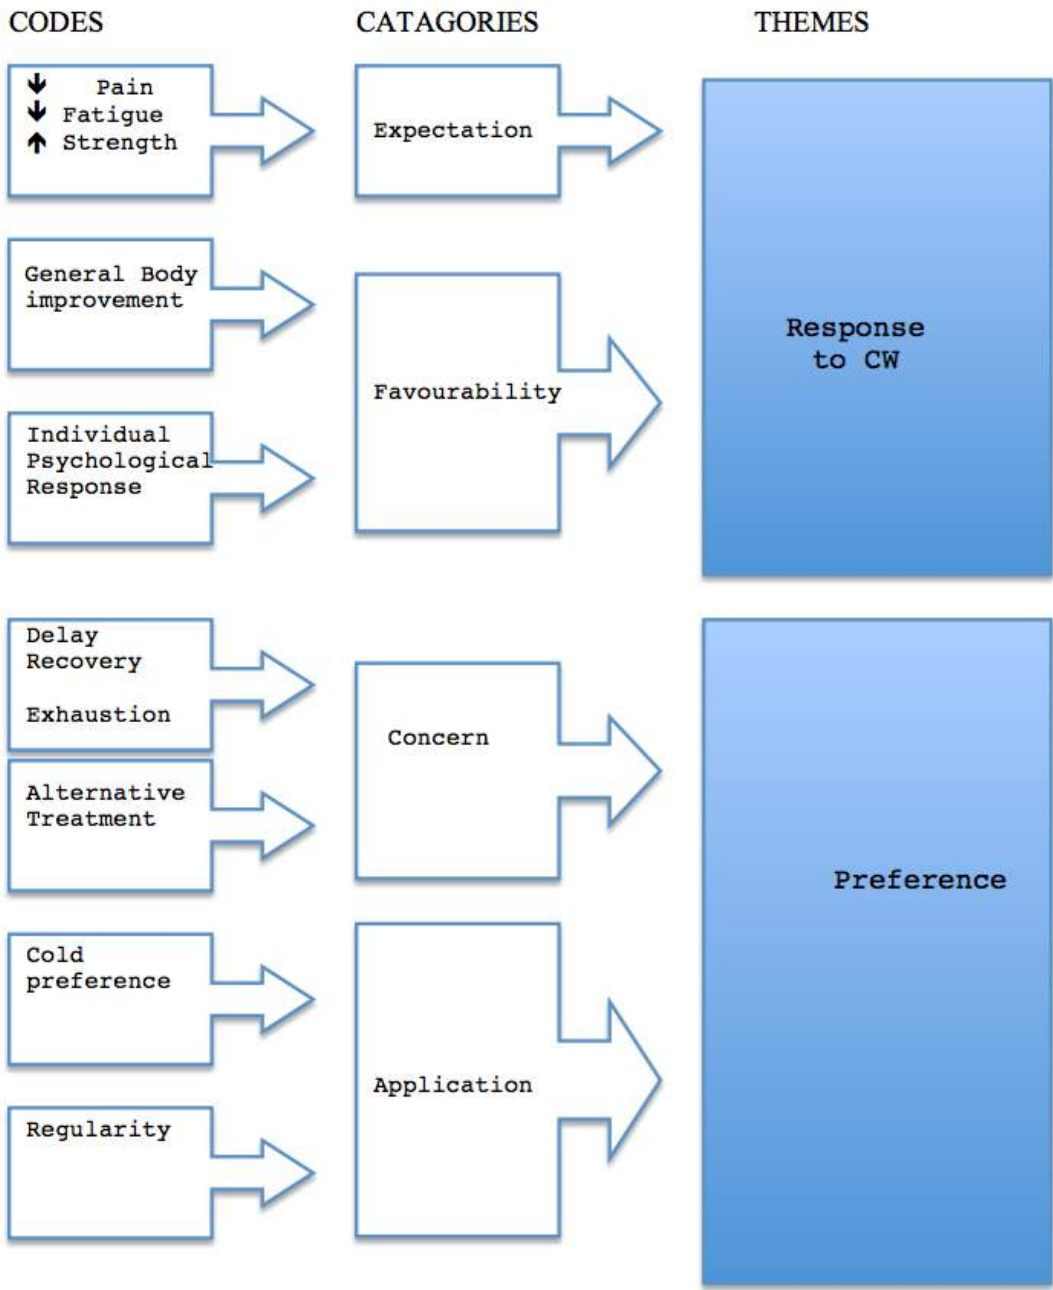 CODES CATAGORIES THEMES
↓ Pain
↓ Fatigue
↑ Strength
Expectation
General Body
improvement
Individual
Psychological
Response
Favourability
Response
to CW
Delay
Recovery
Exhaustion
Alternative
Treatment
Concern
Cold
preference
Regularity
Application
Preference